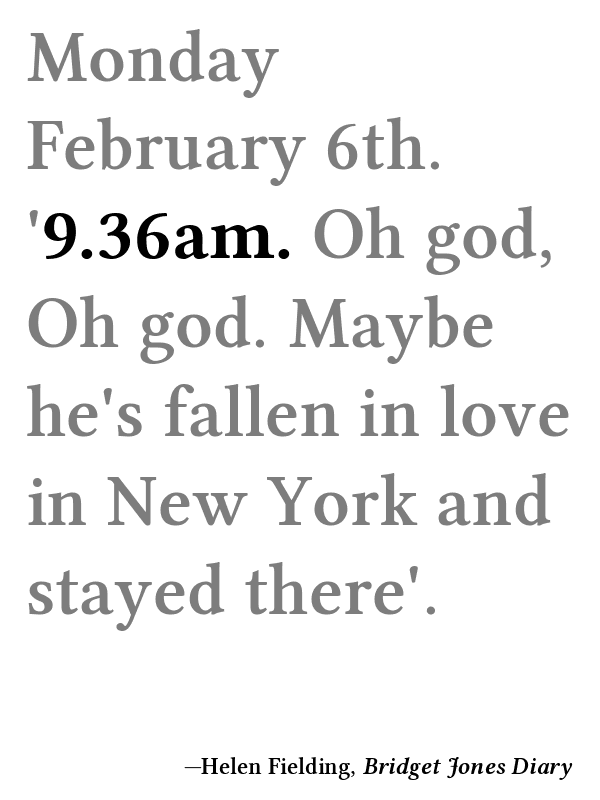 Monday
February 6th.
'9.36am. Oh god,
Oh god. Maybe
he's fallen in love
in New York and
stayed there'.
—Helen Fielding, Bridget Jones Diary